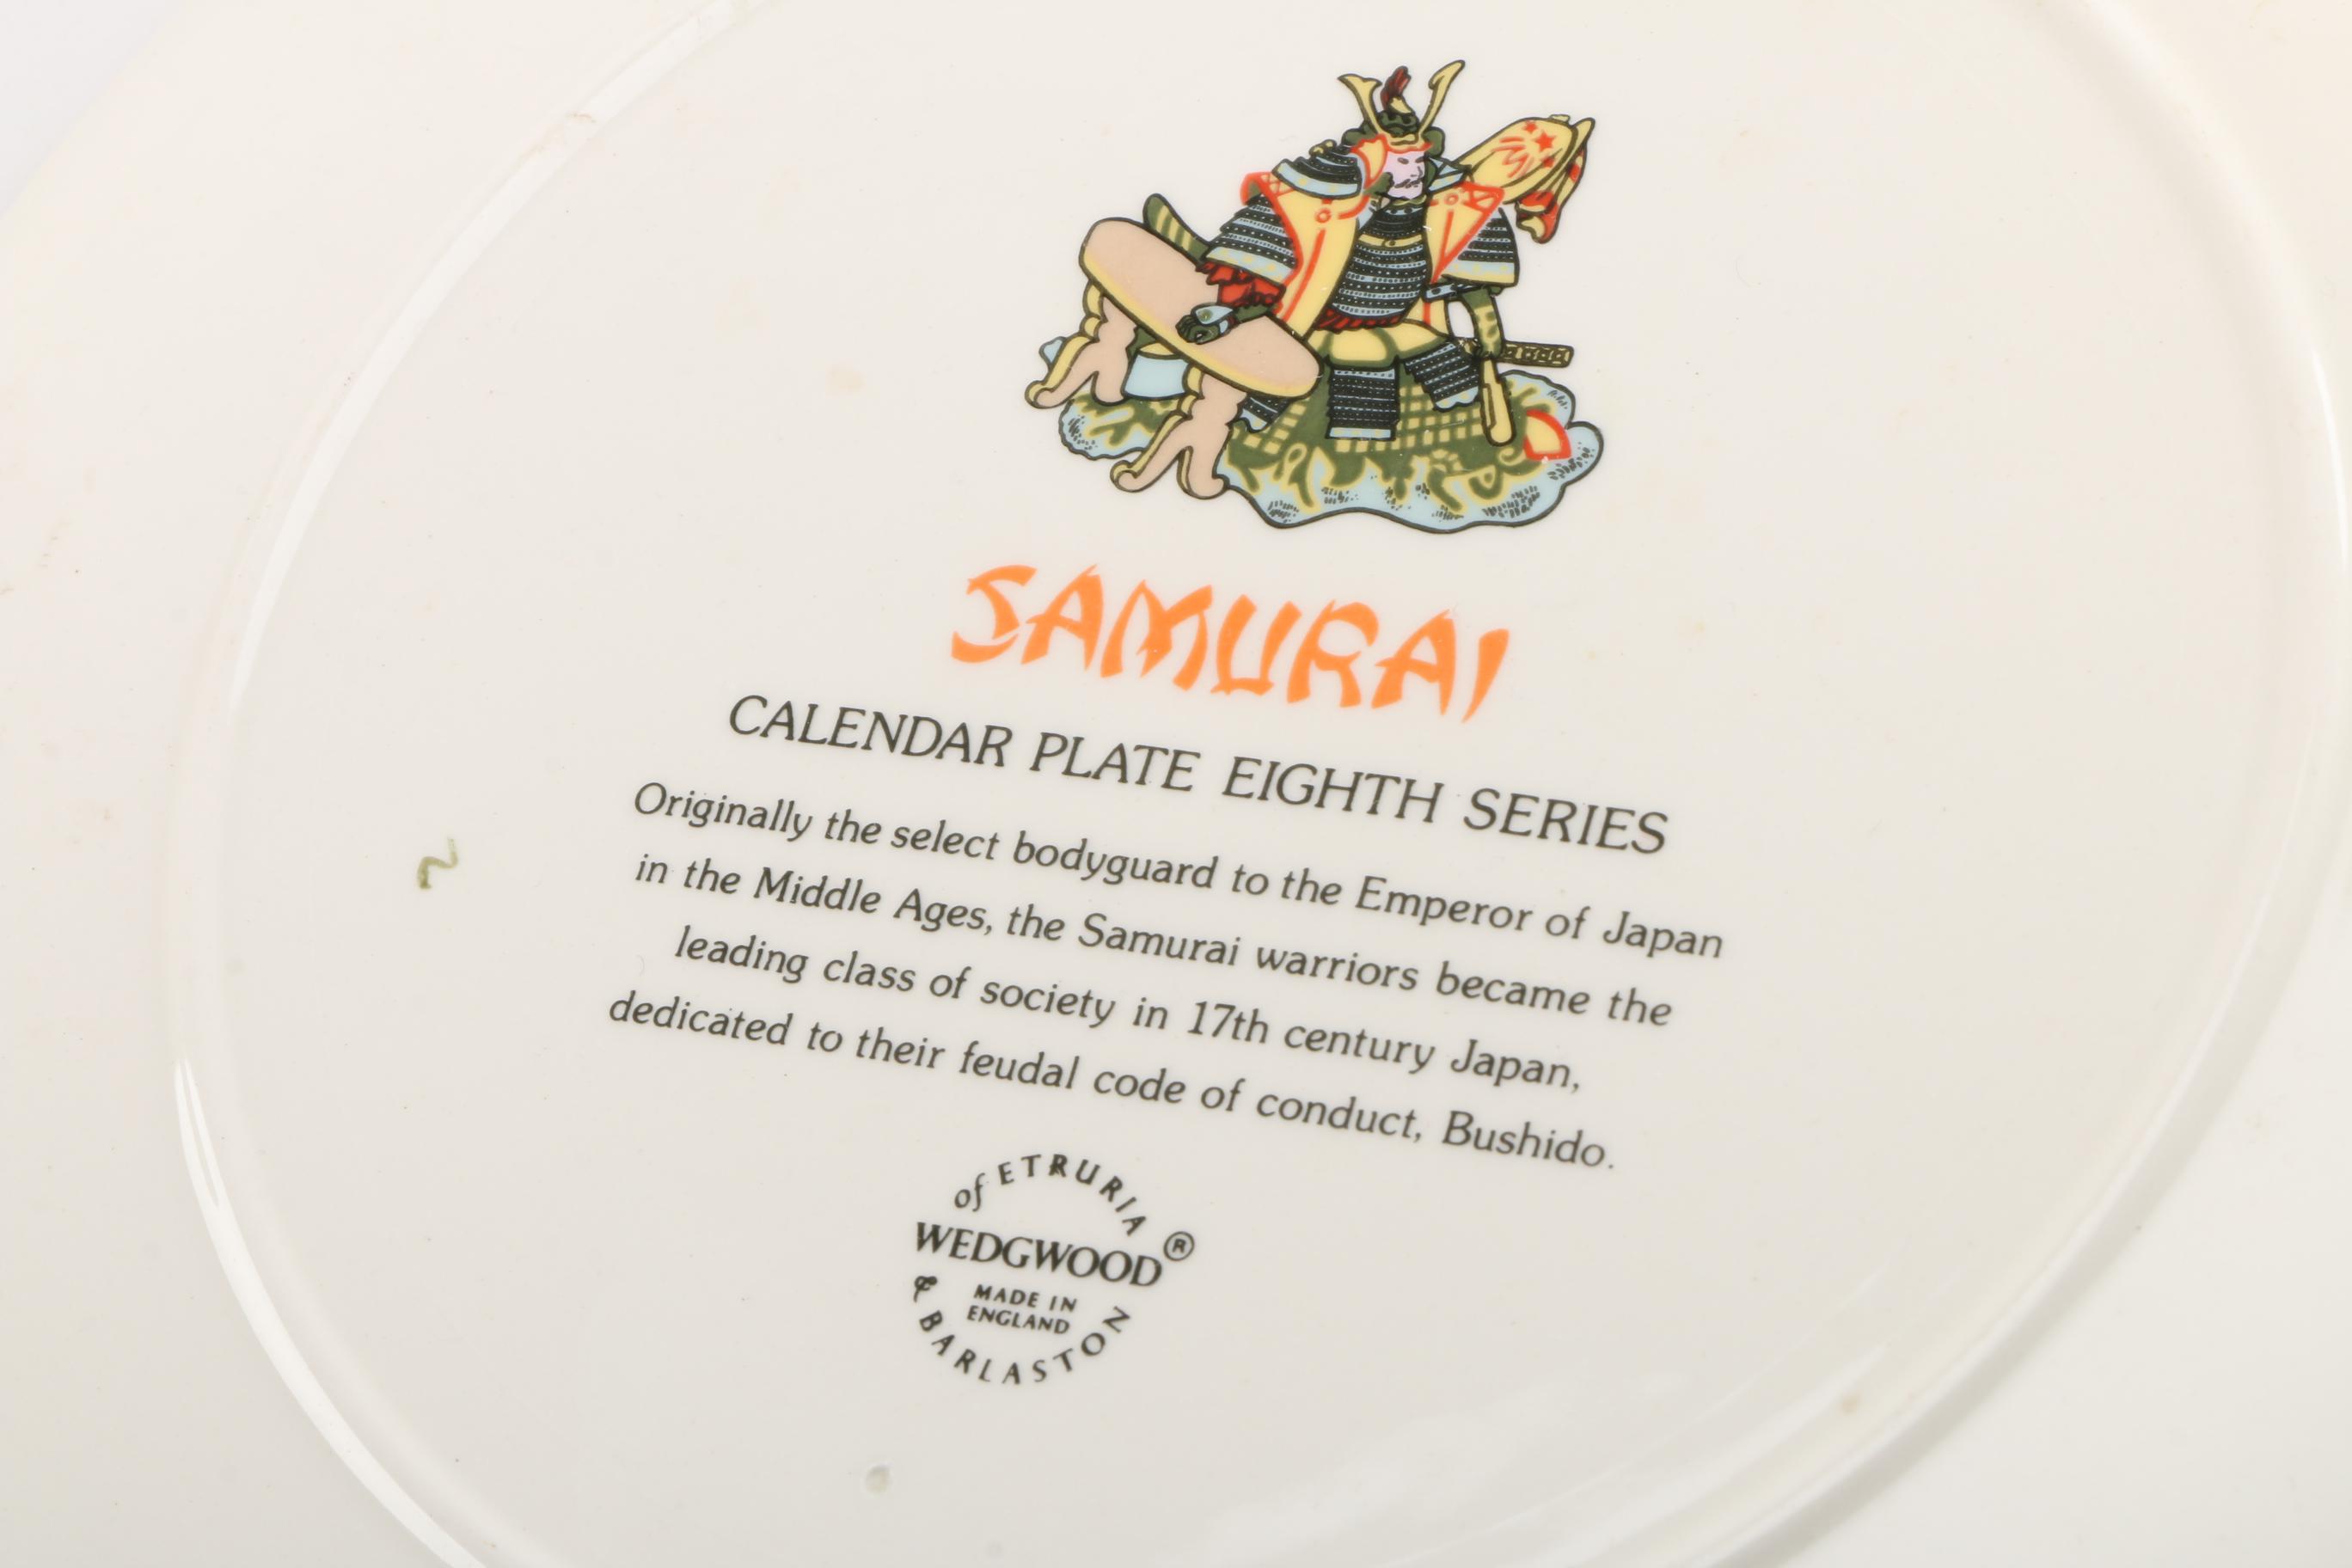 SAMURAI
CALENDAR PLATE EIGHTH SERIES
Originally the select bodyguard to the Emperor of Japan
in the Middle Ages, the Samurai warriors became the
leading class of society in 17th century Japan,
dedicated to their feudal code of conduct, Bushido.
of ETRURIA
WEDGWOOD®
MADE IN
ENGLAND
& BARLASTON